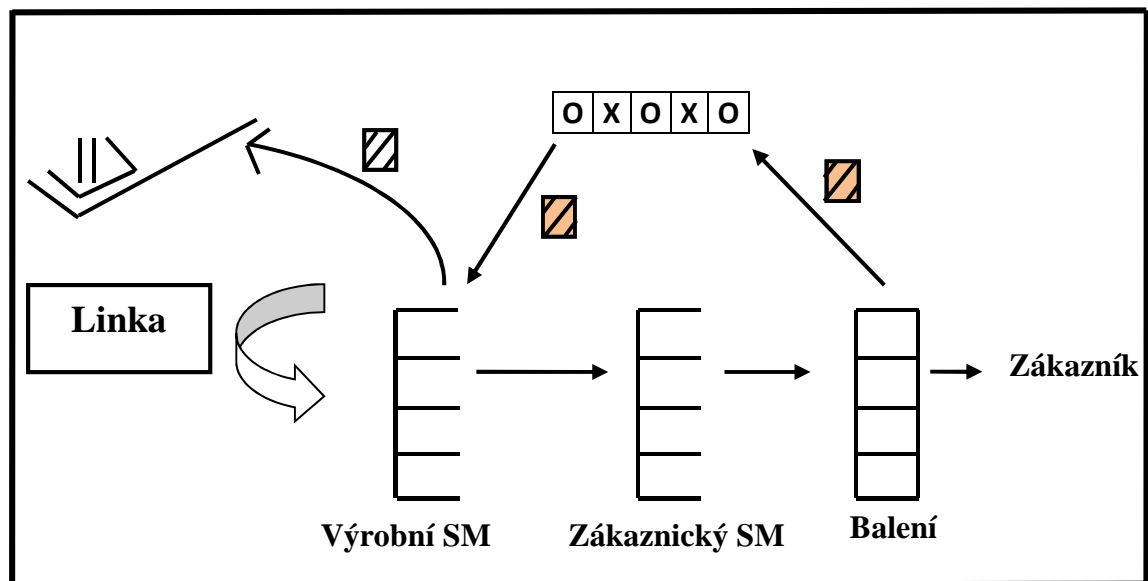 O X O X O
Linka
Zákazník
Výrobní SM
Zákaznický SM
Balení